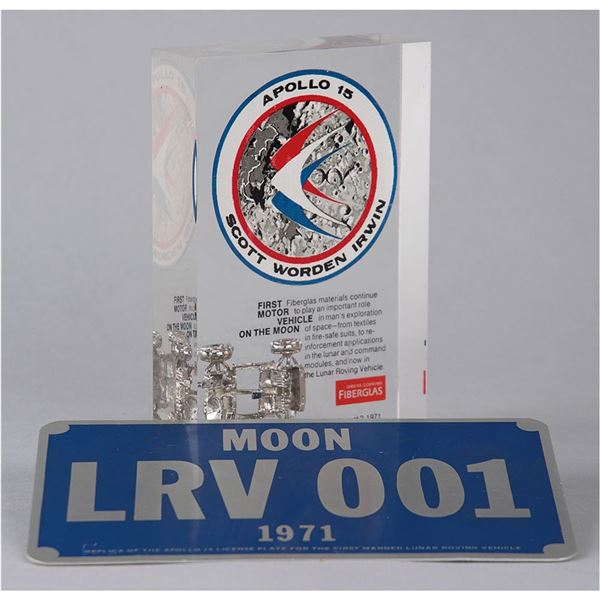 APOLLO 15
SCOTT WORDEN IRWIN
FIRST
MOTOR
VEHICLE
ON THE MOON
Fiberglas materials continue
to play an important role
in man's exploration
of space—from textiles
in fire-safe suits, to re-
inforcement applications
in the lunar and command
modules, and now in
the Lunar Roving Vehicle.
OWENS-CORNING
FIBERGLAS
1971
MOON
LRV 001
1971
REPLICA OF THE APOLLO 15 LICENSE PLATE FOR THE FIRST MANNED LUNAR ROVING VEHICLE